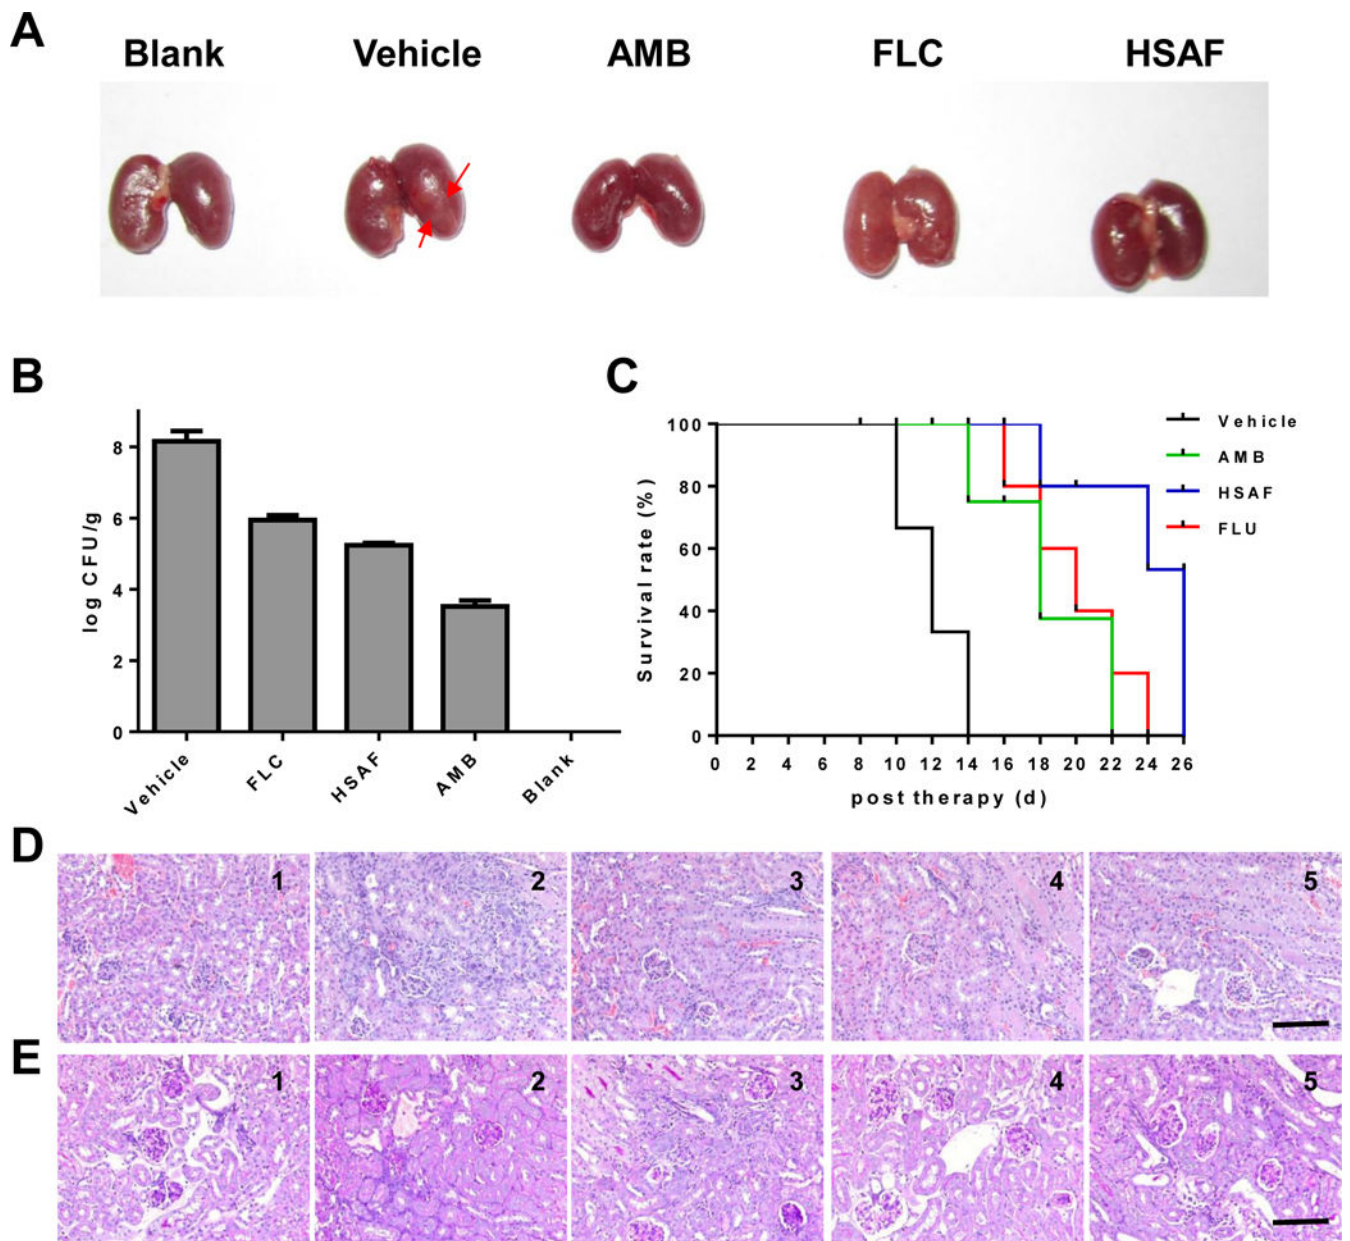 A
Blank Vehicle AMB FLC HSAF
B
log CFU/g
8
6
4
2
0
Vehicle FLC HSAF AMB Blank
C
Survival rate (%)
100
80
60
40
20
0
0 2 4 6 8 10 12 14 16 18 20 22 24 26
post therapy (d)
Vehicle
AMB
HSAF
FLU
D
1 2 3 4 5
E
1 2 3 4 5